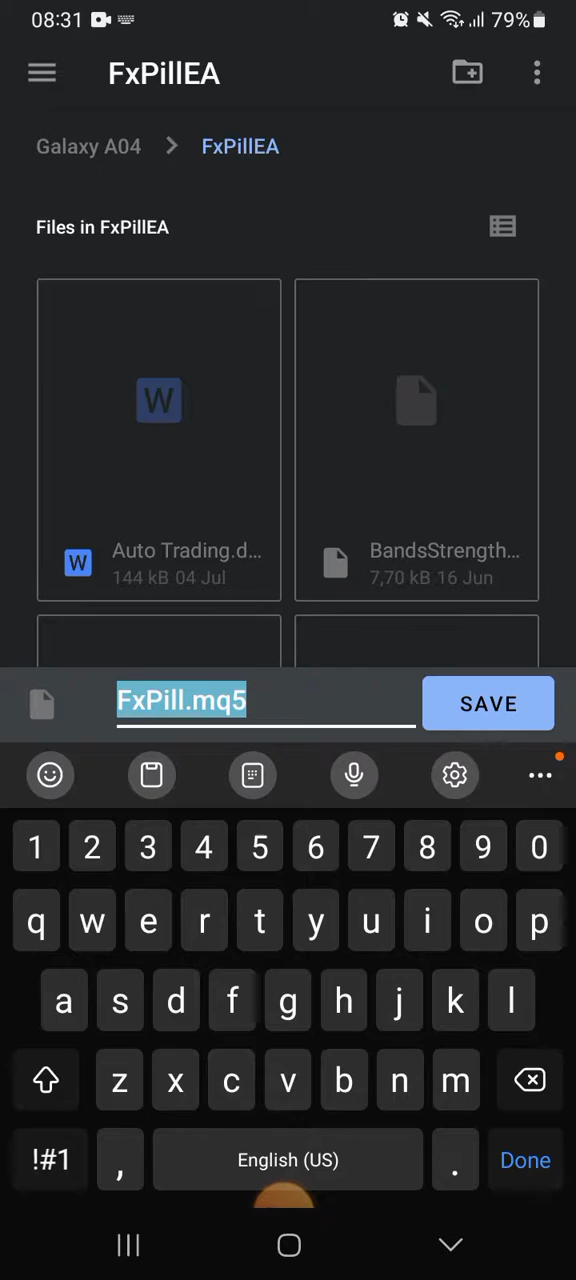 08:31
79%
FxPillEA
Galaxy A04 > FxPillEA
Files in FxPillEA
W
W Auto Trading.d...
144 kB 04 Jul
BandsStrength...
7,70 kB 16 Jun
FxPill.mq5
SAVE
1 2 3 4 5 6 7 8 9 0
q w e r t y u i o p
a s d f g h j k l
z x c v b n m
!#1 , English (US) . Done